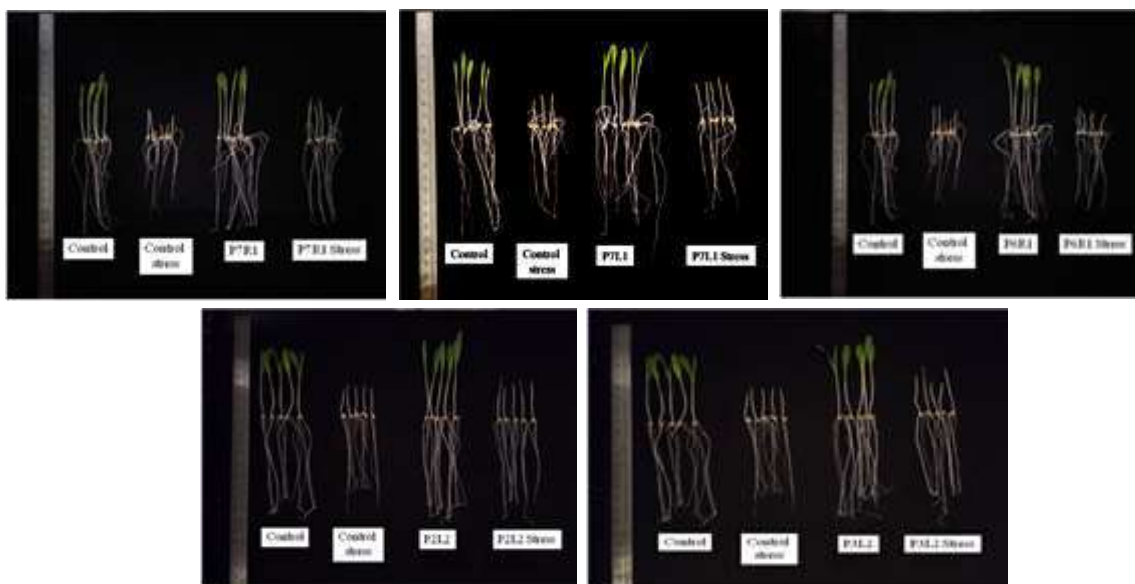 Control
Control
stress
P7R1
P7R1 Stress
Control
Control
stress
P7L1
P7L1 Stress
Control
Control
stress
P6R1
P6R1 Stress
Control
Control
stress
P2L2
P2L2 Stress
Control
Control
stress
P3L2
P3L2 Stress